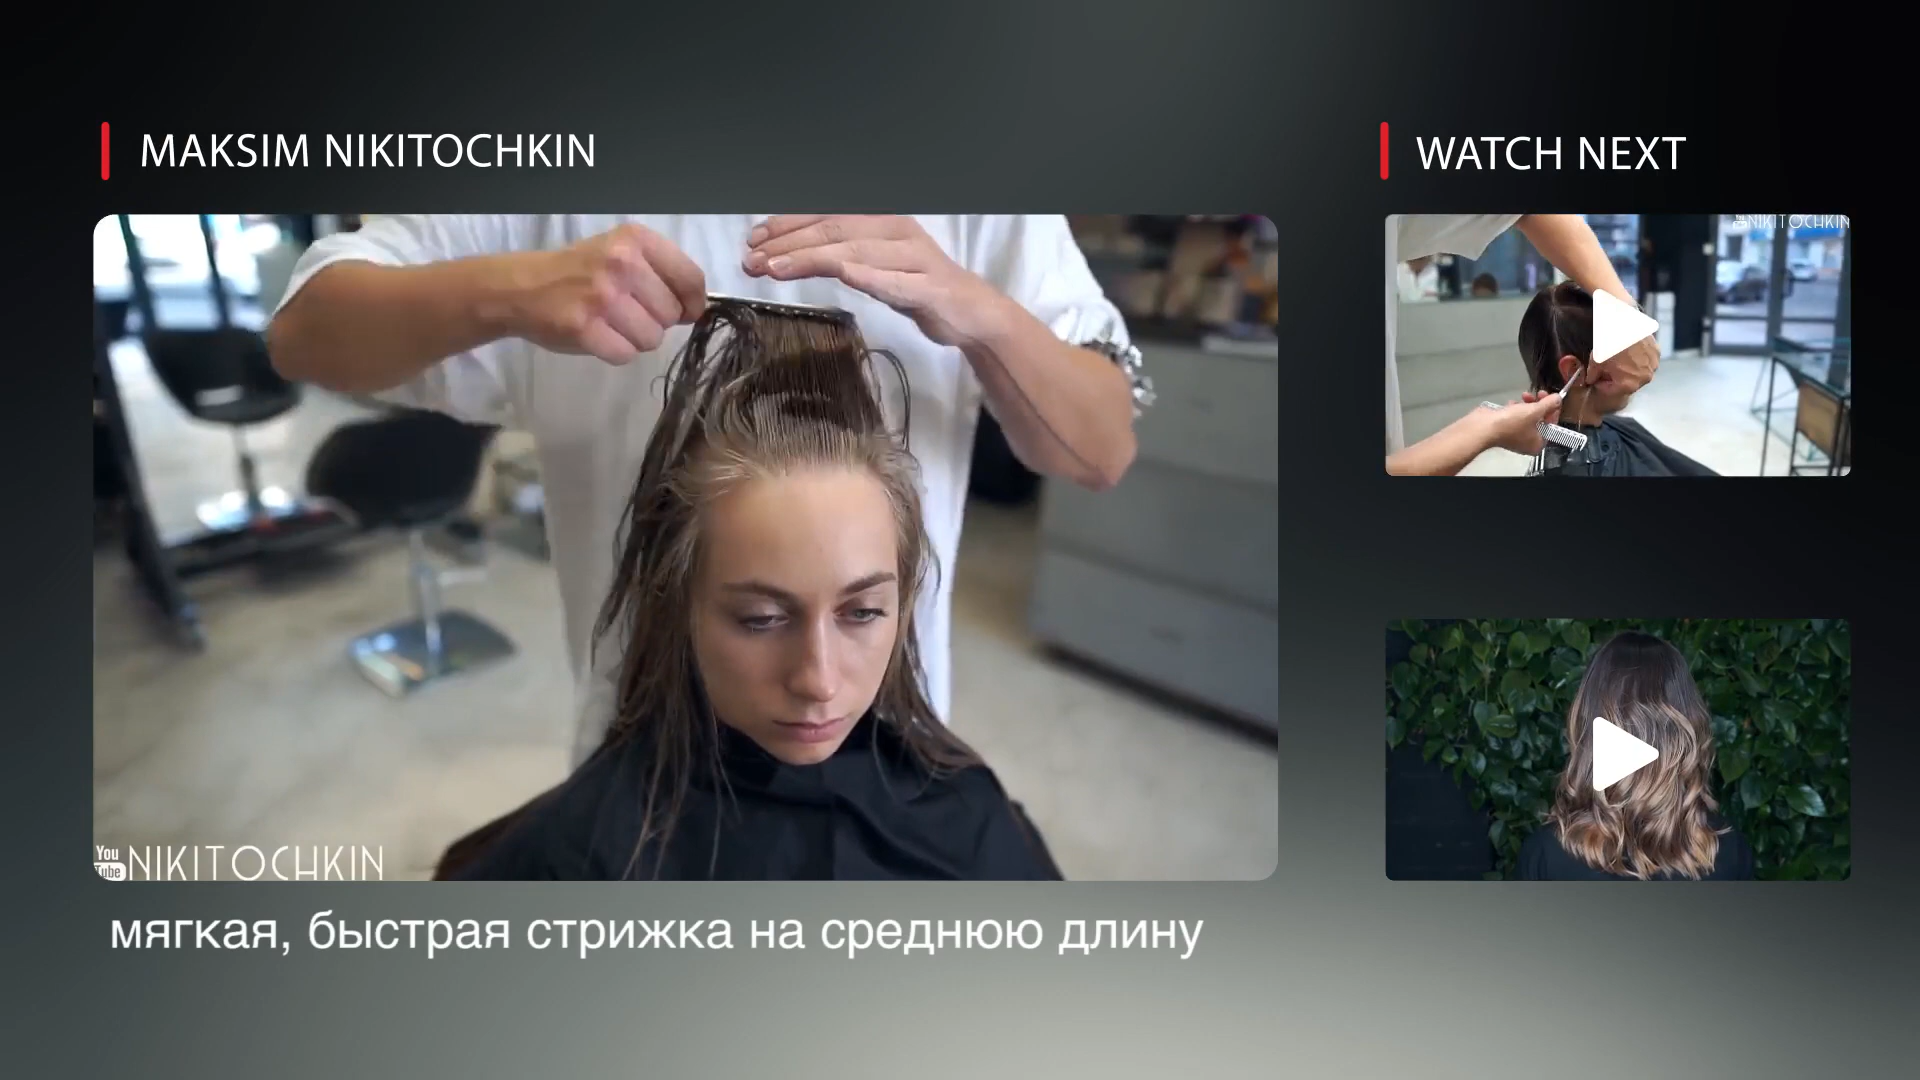 MAKSIM NIKITOCHKIN
WATCH NEXT
NIKITOCHKIN
You
Tube NIKITOCHKIN
мягкая, быстрая стрижка на среднюю длину